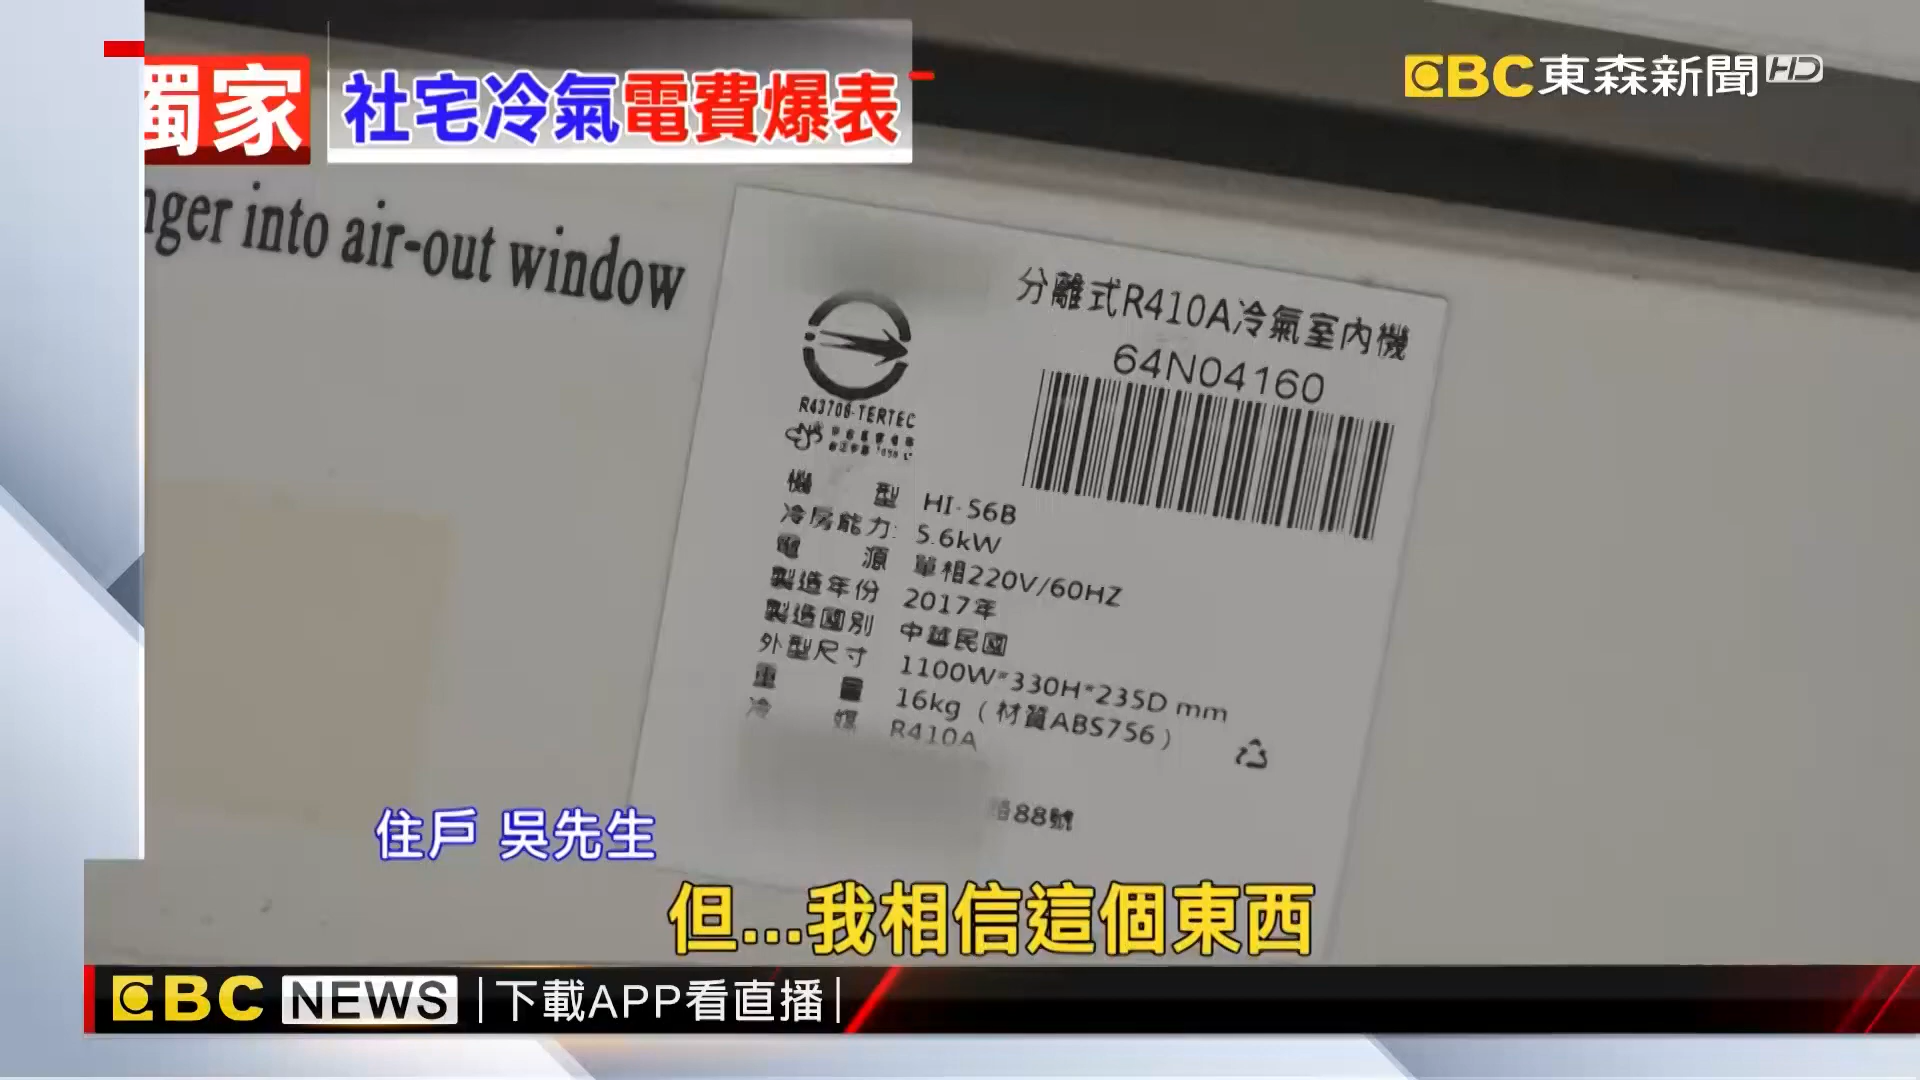 獨家
社宅冷氣電費爆表
EBC東森新聞HD
nger into air-out window
分離式R410A冷氣室內機
64N04160
R43708-TERTEC
機型 HI-56B
冷房能力: 5.6kW
電源 單相220V/60HZ
製造年份 2017年
製造國別 中華民國
外型尺寸 1100W*330H*235D mm
重量 16kg (材質ABS756)
冷媒 R410A
路88號
住戶 吳先生
但...我相信這個東西
EBC NEWS 下載APP看直播